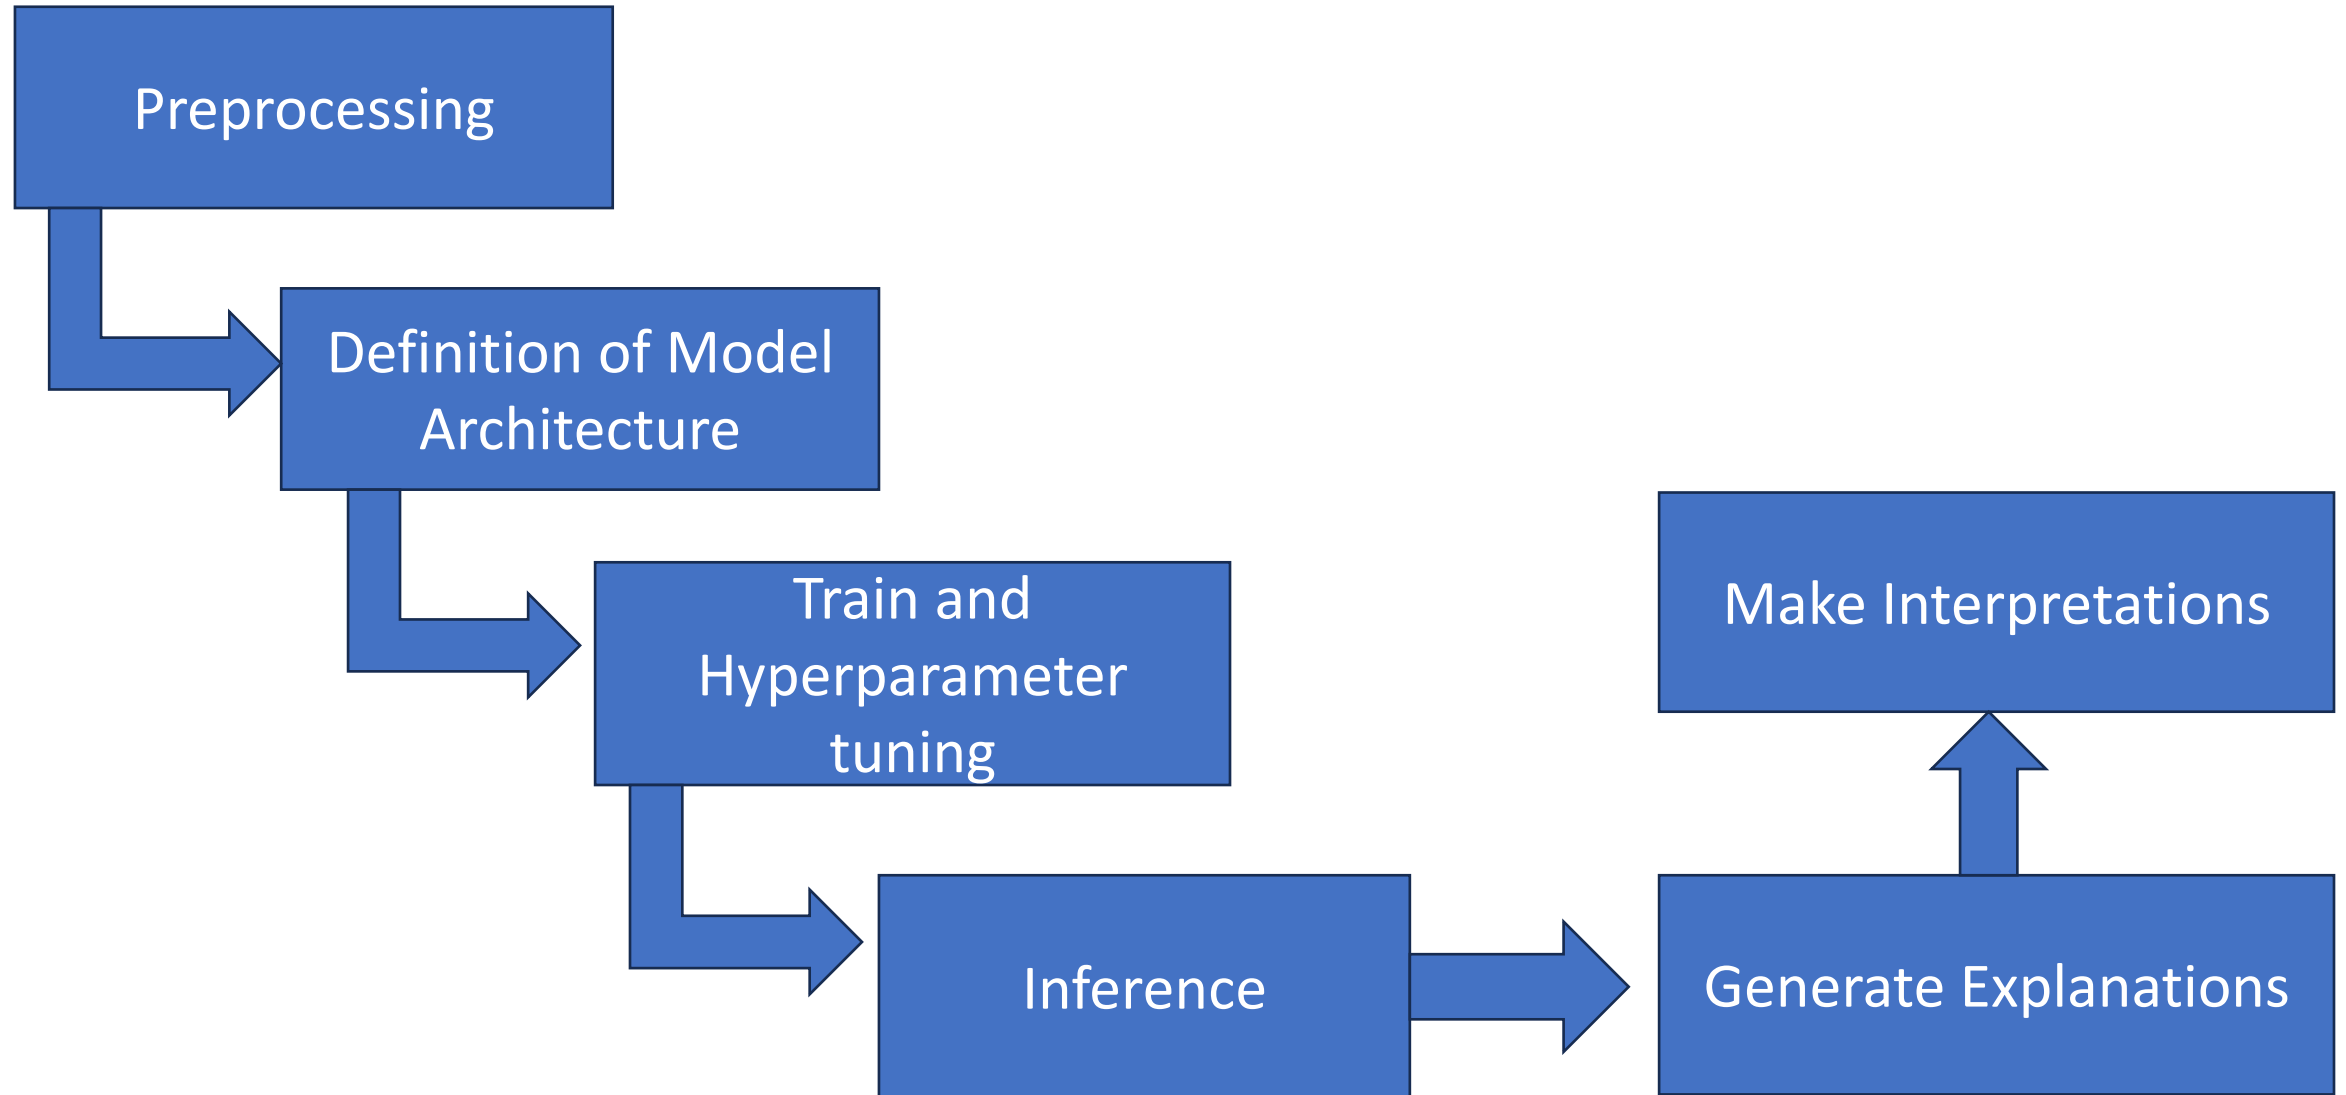 Preprocessing
Definition of Model
Architecture
Train and
Hyperparameter
tuning
Inference
Generate Explanations
Make Interpretations